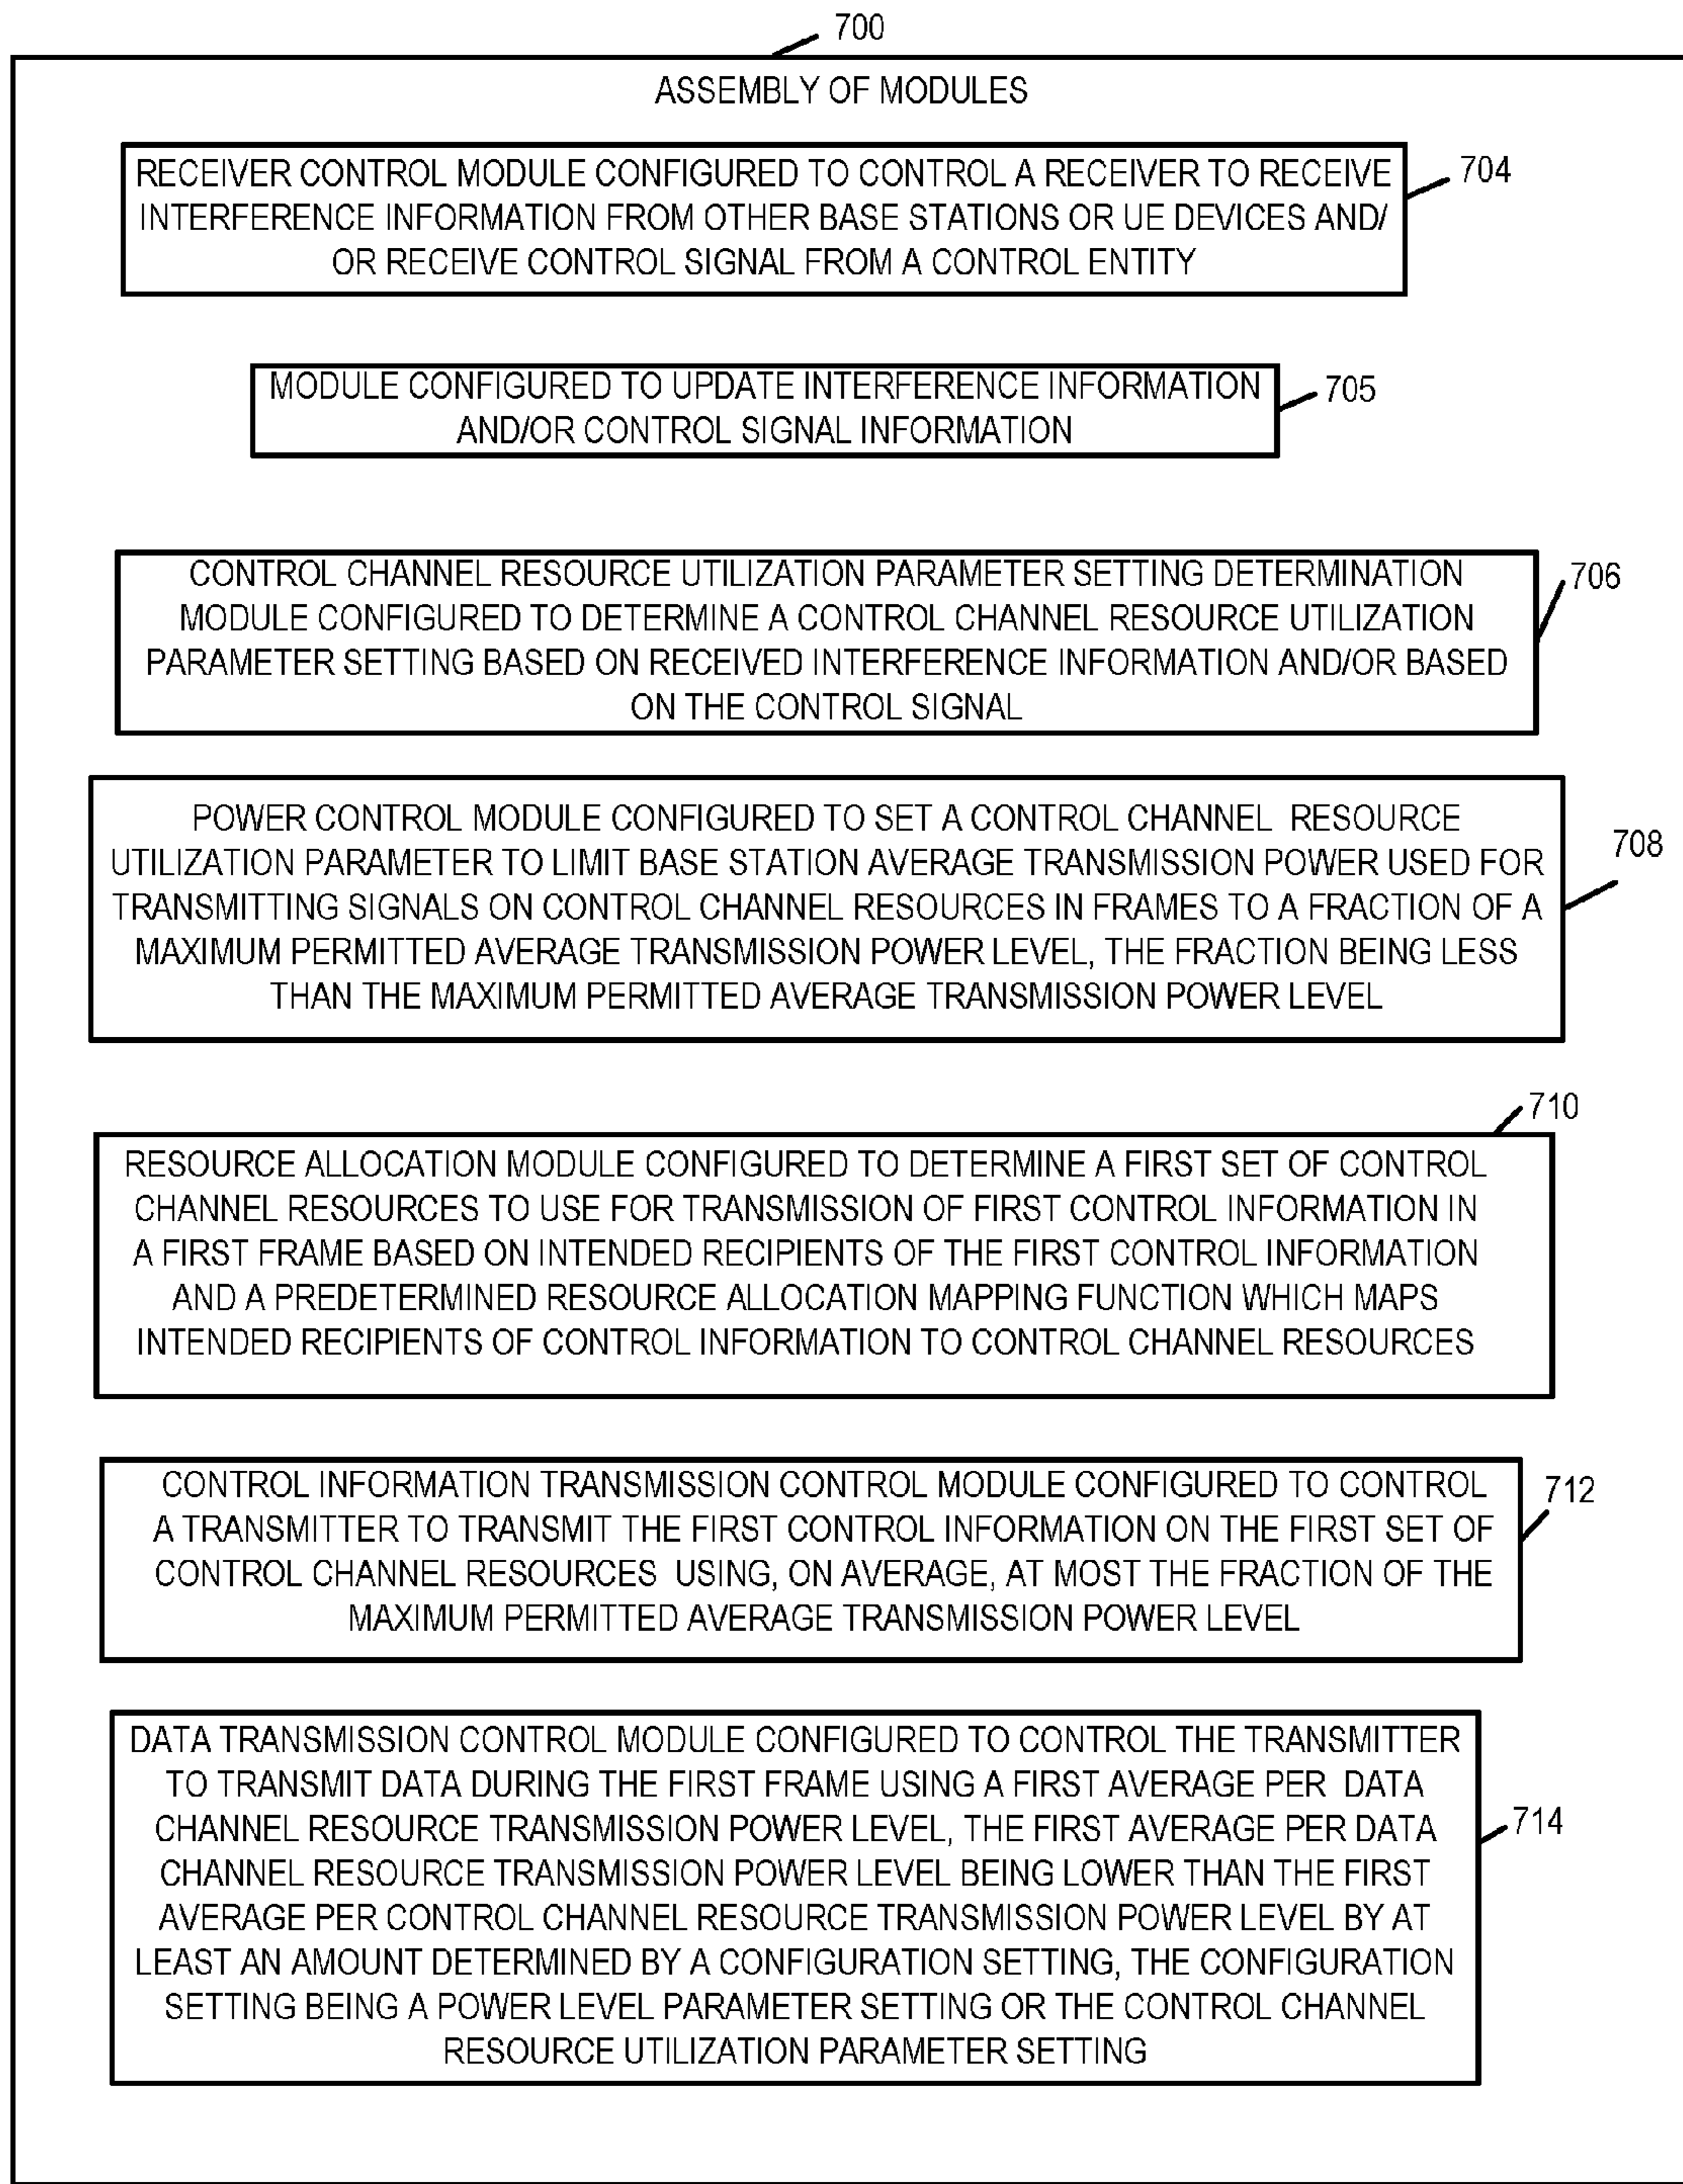 700
ASSEMBLY OF MODULES
RECEIVER CONTROL MODULE CONFIGURED TO CONTROL A RECEIVER TO RECEIVE
INTERFERENCE INFORMATION FROM OTHER BASE STATIONS OR UE DEVICES AND/
OR RECEIVE CONTROL SIGNAL FROM A CONTROL ENTITY
704
MODULE CONFIGURED TO UPDATE INTERFERENCE INFORMATION
AND/OR CONTROL SIGNAL INFORMATION
705
CONTROL CHANNEL RESOURCE UTILIZATION PARAMETER SETTING DETERMINATION
MODULE CONFIGURED TO DETERMINE A CONTROL CHANNEL RESOURCE UTILIZATION
PARAMETER SETTING BASED ON RECEIVED INTERFERENCE INFORMATION AND/OR BASED
ON THE CONTROL SIGNAL
706
POWER CONTROL MODULE CONFIGURED TO SET A CONTROL CHANNEL RESOURCE
UTILIZATION PARAMETER TO LIMIT BASE STATION AVERAGE TRANSMISSION POWER USED FOR
TRANSMITTING SIGNALS ON CONTROL CHANNEL RESOURCES IN FRAMES TO A FRACTION OF A
MAXIMUM PERMITTED AVERAGE TRANSMISSION POWER LEVEL, THE FRACTION BEING LESS
THAN THE MAXIMUM PERMITTED AVERAGE TRANSMISSION POWER LEVEL
708
710
RESOURCE ALLOCATION MODULE CONFIGURED TO DETERMINE A FIRST SET OF CONTROL
CHANNEL RESOURCES TO USE FOR TRANSMISSION OF FIRST CONTROL INFORMATION IN
A FIRST FRAME BASED ON INTENDED RECIPIENTS OF THE FIRST CONTROL INFORMATION
AND A PREDETERMINED RESOURCE ALLOCATION MAPPING FUNCTION WHICH MAPS
INTENDED RECIPIENTS OF CONTROL INFORMATION TO CONTROL CHANNEL RESOURCES
CONTROL INFORMATION TRANSMISSION CONTROL MODULE CONFIGURED TO CONTROL
A TRANSMITTER TO TRANSMIT THE FIRST CONTROL INFORMATION ON THE FIRST SET OF
CONTROL CHANNEL RESOURCES USING, ON AVERAGE, AT MOST THE FRACTION OF THE
MAXIMUM PERMITTED AVERAGE TRANSMISSION POWER LEVEL
712
DATA TRANSMISSION CONTROL MODULE CONFIGURED TO CONTROL THE TRANSMITTER
TO TRANSMIT DATA DURING THE FIRST FRAME USING A FIRST AVERAGE PER DATA
CHANNEL RESOURCE TRANSMISSION POWER LEVEL, THE FIRST AVERAGE PER DATA
CHANNEL RESOURCE TRANSMISSION POWER LEVEL BEING LOWER THAN THE FIRST
AVERAGE PER CONTROL CHANNEL RESOURCE TRANSMISSION POWER LEVEL BY AT
LEAST AN AMOUNT DETERMINED BY A CONFIGURATION SETTING, THE CONFIGURATION
SETTING BEING A POWER LEVEL PARAMETER SETTING OR THE CONTROL CHANNEL
RESOURCE UTILIZATION PARAMETER SETTING
714